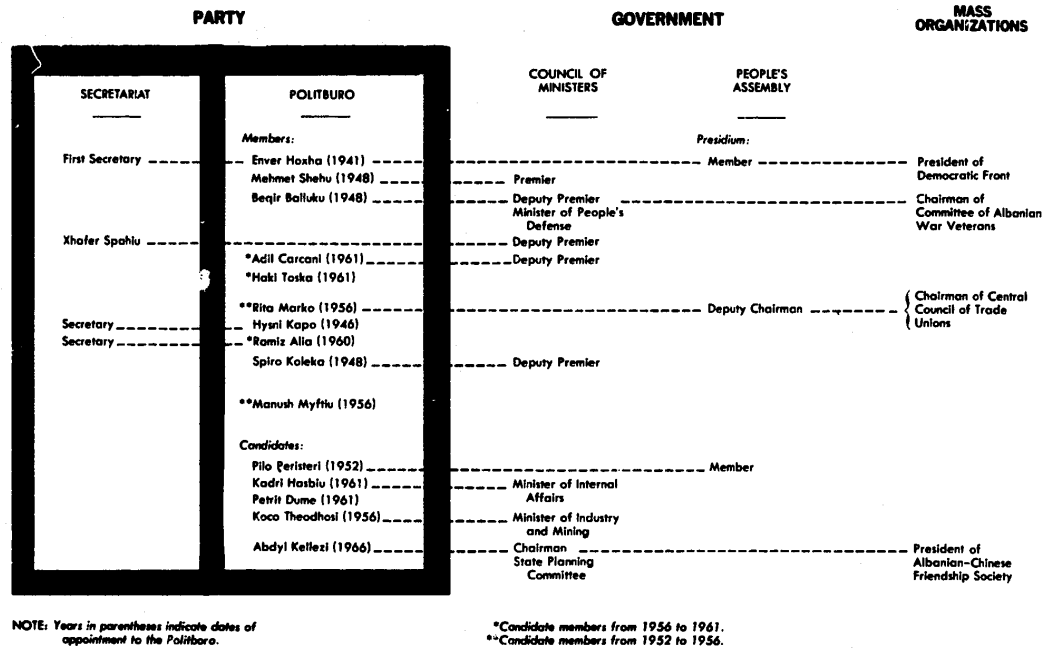 PARTY
GOVERNMENT
MASS
ORGANIZATIONS
SECRETARIAT
POLITBURO
COUNCIL OF
MINISTERS
PEOPLE'S
ASSEMBLY
Members:
Presidium:
First Secretary Enver Hoxha (1941) Member President of
Democratic Front
Mehmet Shehu (1948) Premier
Beqir Balluku (1948) Deputy Premier Chairman of
Minister of People's Committee of Albanian
Defense War Veterans
Xhafer Spahiu Deputy Premier
*Adil Carcani (1961) Deputy Premier
*Haki Toska (1961)
**Rita Marko (1956) Deputy Chairman Chairman of Central
Council of Trade
Unions
Secretary Hysni Kapo (1946)
Secretary *Ramiz Alia (1960)
Spiro Koleka (1948) Deputy Premier
**Manush Myftiu (1956)
Candidates:
Pilo Peristeri (1952) Member
Kadri Hasbiu (1961) Minister of Internal
Affairs
Petrit Dume (1961)
Koco Theodhosi (1956) Minister of Industry
and Mining
Abdyl Kellezi (1966) Chairman President of
State Planning Albanian-Chinese
Committee Friendship Society
NOTE: Years in parentheses indicate dates of
appointment to the Politboro.
*Candidate members from 1956 to 1961.
**Candidate members from 1952 to 1956.